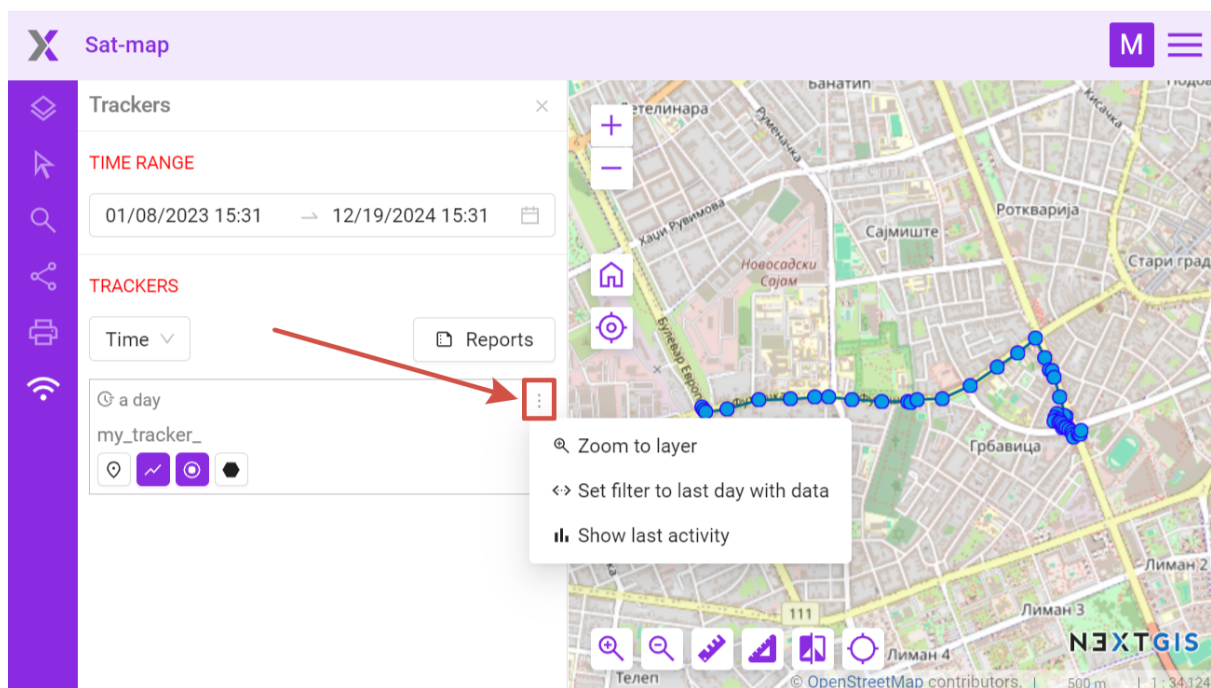 Sat-map
M
Trackers
TIME RANGE
01/08/2023 15:31 → 12/19/2024 15:31
TRACKERS
Time
Reports
a day
my_tracker_
Zoom to layer
Set filter to last day with data
Show last activity
Банатић
Кисачка
Руменачка
Хаџи Рувимова
Сајмиште
Роткварија
Новосадски
Сајам
Стари град
Булевар Европе
Грбавица
Лиман 2
111
Лиман 3
NEXTGIS
Лиман 4
Телеп
© OpenStreetMap contributors.
500 m
1 : 34,124